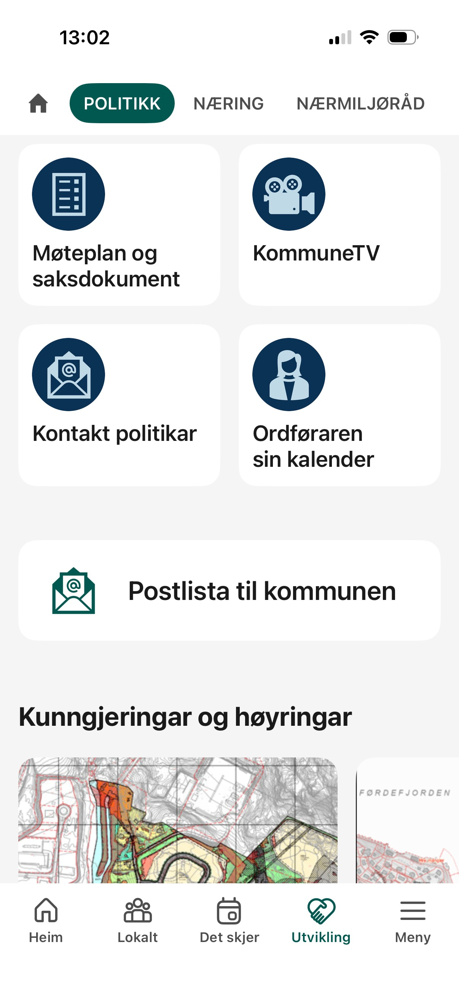 13:02
POLITIKK
NÆRING
NÆRMILJØRÅD
Møteplan og
saksdokument
KommuneTV
Kontakt politikar
Ordføraren
sin kalender
Postlista til kommunen
Kunngjeringar og høyringar
FØRDEFJORDEN
Heim
Lokalt
Det skjer
Utvikling
Meny